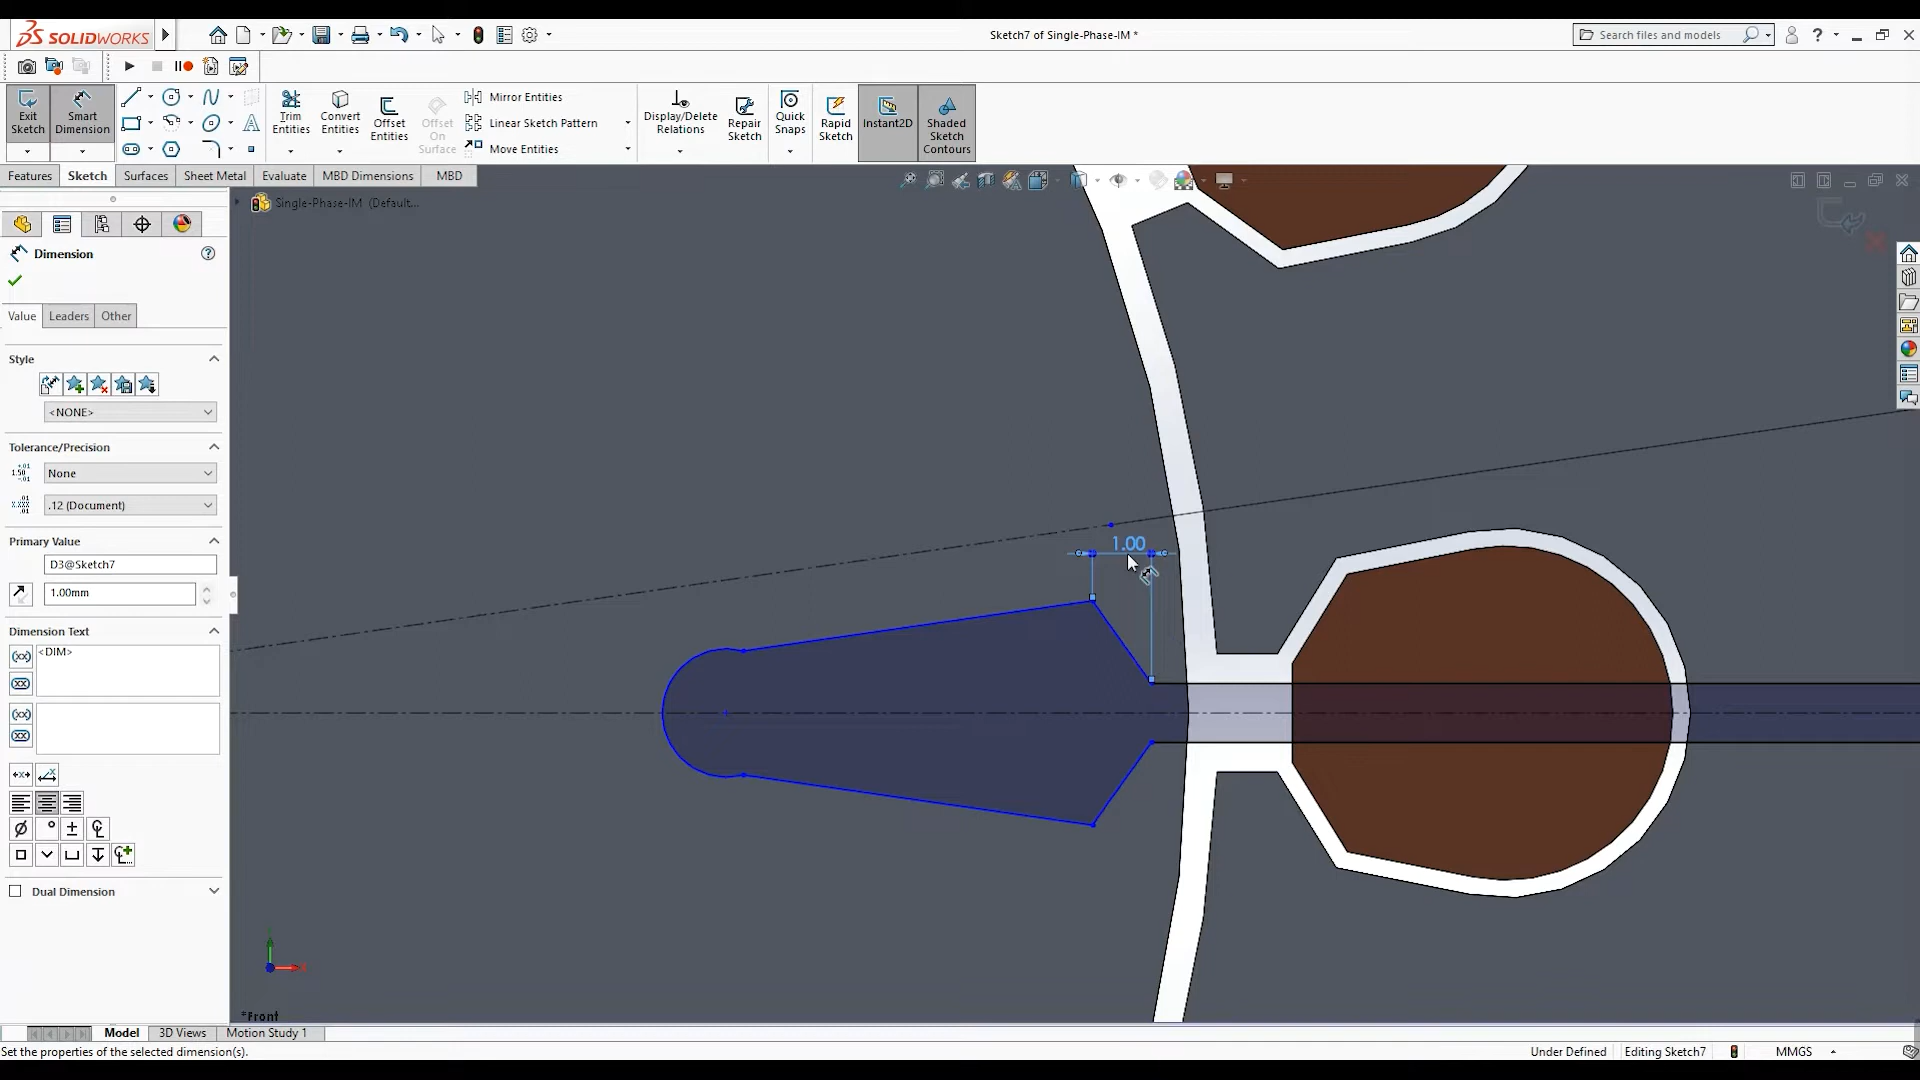 SOLIDWORKS
Sketch7 of Single-Phase-IM *
Search files and models
?
Exit Sketch
Smart Dimension
Trim Entities
Convert Entities
Offset Entities
Offset On Surface
Mirror Entities
Linear Sketch Pattern
Move Entities
Display/Delete Relations
Repair Sketch
Quick Snaps
Rapid Sketch
Instant2D
Shaded Sketch Contours
Features
Sketch
Surfaces
Sheet Metal
Evaluate
MBD Dimensions
MBD
Single-Phase-IM (Default...
Dimension
?
Value
Leaders
Other
Style
<NONE>
Tolerance/Precision
None
.12 (Document)
Primary Value
D3@Sketch7
1.00mm
Dimension Text
<DIM>
Dual Dimension
1.00
*Front
Model
3D Views
Motion Study 1
Set the properties of the selected dimension(s).
Under Defined
Editing Sketch7
MMGS